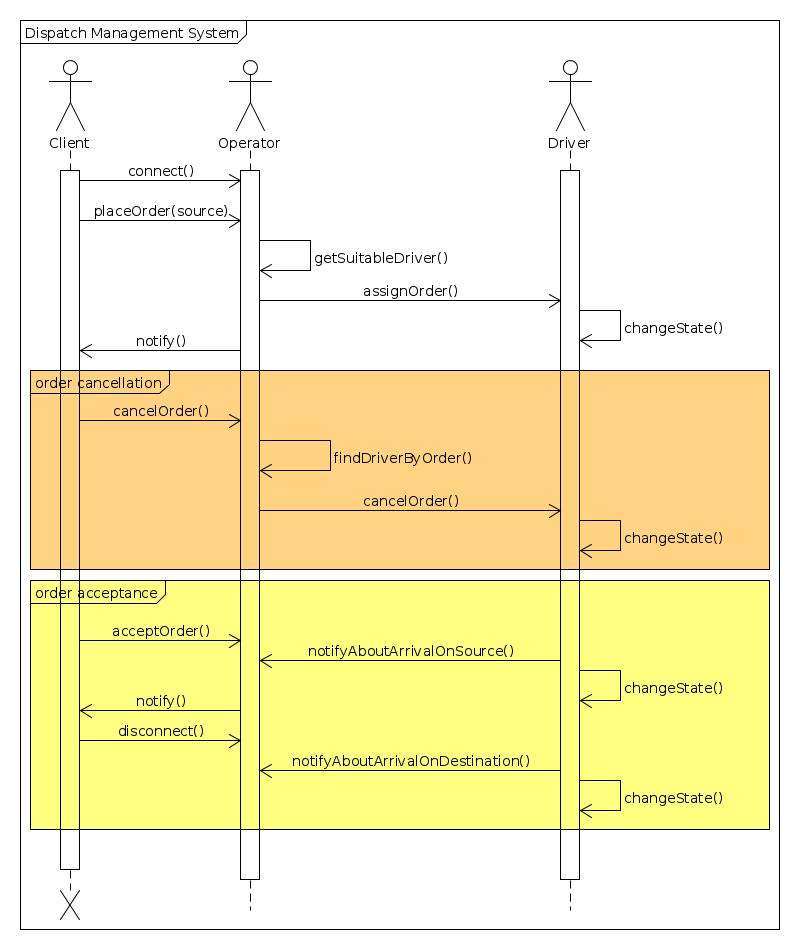 Dispatch Management System
Client
Operator
Driver
connect()
placeOrder(source)
getSuitableDriver()
assignOrder()
changeState()
notify()
order cancellation
cancelOrder()
findDriverByOrder()
cancelOrder()
changeState()
order acceptance
acceptOrder()
notifyAboutArrivalOnSource()
changeState()
notify()
disconnect()
notifyAboutArrivalOnDestination()
changeState()